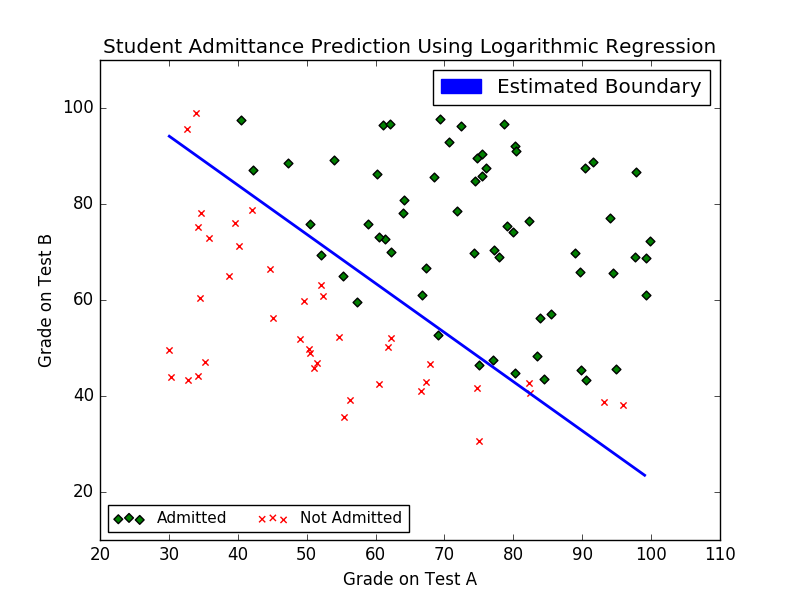 Student Admittance Prediction Using Logarithmic Regression
Estimated Boundary
Grade on Test B
100
80
60
40
20
Admitted
Not Admitted
20 30 40 50 60 70 80 90 100 110
Grade on Test A